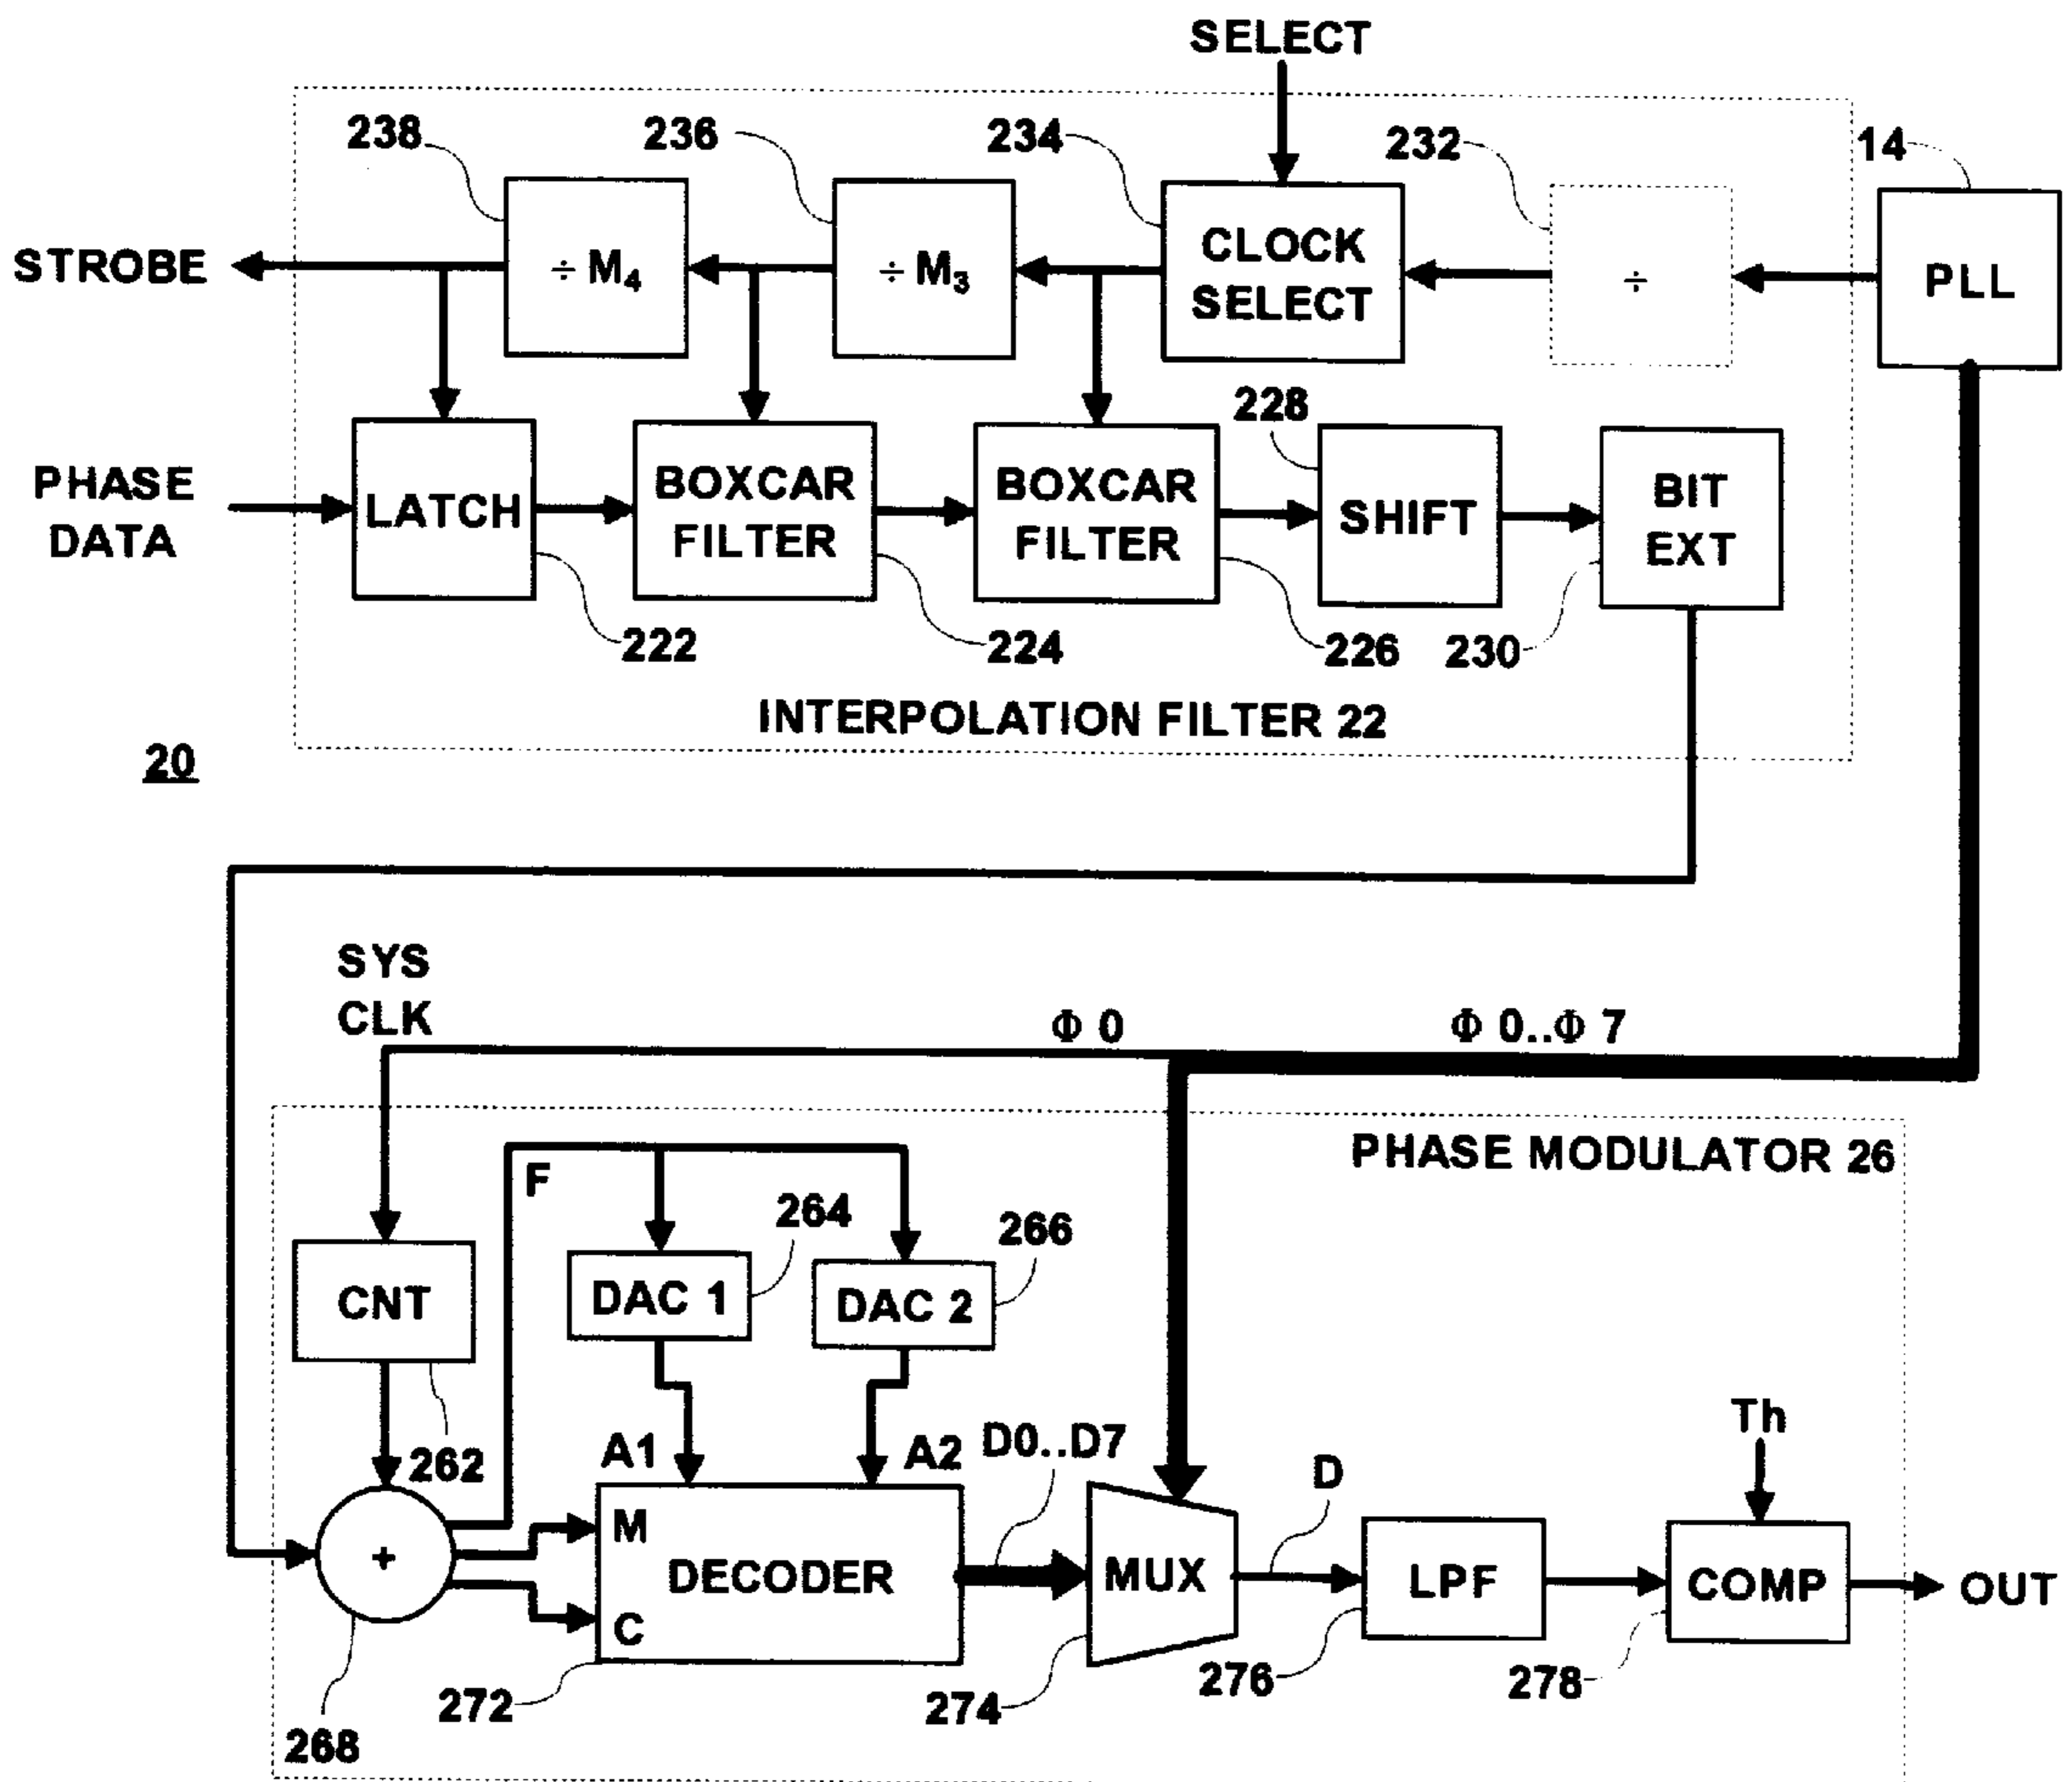 SELECT
238
236
234
232
14
STROBE
÷ M₄
÷ M₃
CLOCK
SELECT
÷
PLL
228
PHASE
DATA
LATCH
BOXCAR
FILTER
BOXCAR
FILTER
SHIFT
BIT
EXT
222
224
226
230
INTERPOLATION FILTER 22
20
SYS
CLK
Φ 0
Φ 0..Φ 7
PHASE MODULATOR 26
F
264
266
CNT
DAC 1
DAC 2
Th
262
A1
A2
D0..D7
D
+
M
C
DECODER
MUX
LPF
COMP
OUT
268
272
274
276
278